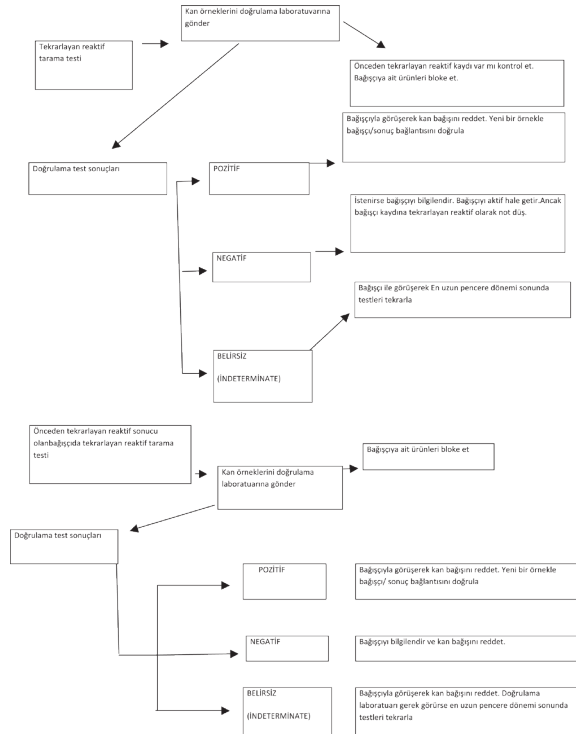 Kan örneklerini doğrulama laboratuvarına
gönder
Tekrarlayan reaktif
tarama testi
Önceden tekrarlayan reaktif kaydı var mı kontrol et.
Bağışçıya ait ürünleri bloke et.
Bağışçıyla görüşerek kan bağışını reddet. Yeni bir örnekle
bağışçı/sonuç bağlantısını doğrula
Doğrulama test sonuçları
POZİTİF
İstenirse bağışçıyı bilgilendir. Bağışçıyı aktif hale getir.Ancak
bağışçı kaydına tekrarlayan reaktif olarak not düş.
NEGATİF
Bağışçı ile görüşerek En uzun pencere dönemi sonunda
testleri tekrarla
BELİRSİZ
(İNDETERMİNATE)
Önceden tekrarlayan reaktif sonucu
olanbağışçıda tekrarlayan reaktif tarama
testi
Bağışçıya ait ürünleri bloke et
Kan örneklerini doğrulama
laboratuarına gönder
Doğrulama test sonuçları
POZİTİF
Bağışçıyla görüşerek kan bağışını reddet. Yeni bir örnekle
bağışçı/ sonuç bağlantısını doğrula
NEGATİF
Bağışçıyı bilgilendir ve kan bağışını reddet.
BELİRSİZ
(İNDETERMİNATE)
Bağışçıyla görüşerek kan bağışını reddet. Doğrulama
laboratuarı gerek görürse en uzun pencere dönemi sonunda
testleri tekrarla